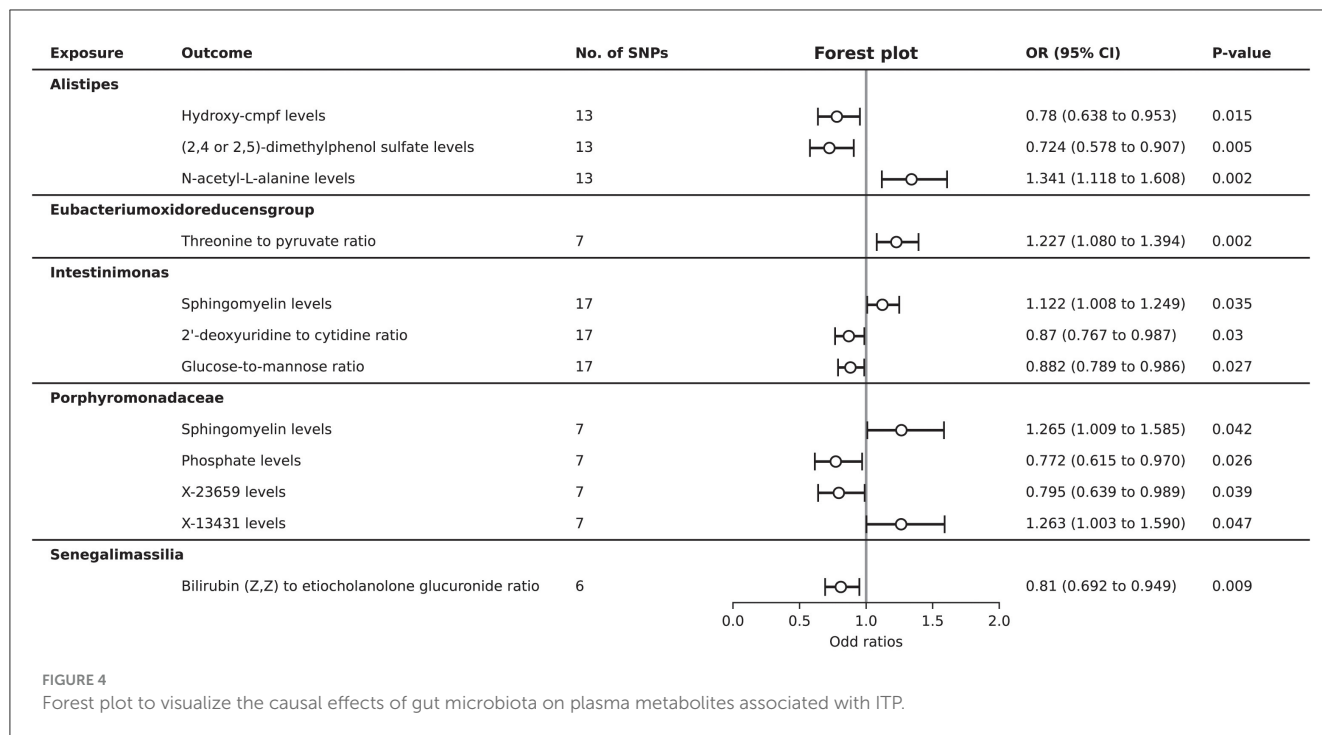 Exposure Outcome No. of SNPs Forest plot OR (95% CI) P-value
Alistipes
Hydroxy-cmpf levels 13 0.78 (0.638 to 0.953) 0.015
(2,4 or 2,5)-dimethylphenol sulfate levels 13 0.724 (0.578 to 0.907) 0.005
N-acetyl-L-alanine levels 13 1.341 (1.118 to 1.608) 0.002
Eubacteriumoxidoreducensgroup
Threonine to pyruvate ratio 7 1.227 (1.080 to 1.394) 0.002
Intestinimonas
Sphingomyelin levels 17 1.122 (1.008 to 1.249) 0.035
2'-deoxyuridine to cytidine ratio 17 0.87 (0.767 to 0.987) 0.03
Glucose-to-mannose ratio 17 0.882 (0.789 to 0.986) 0.027
Porphyromonadaceae
Sphingomyelin levels 7 1.265 (1.009 to 1.585) 0.042
Phosphate levels 7 0.772 (0.615 to 0.970) 0.026
X-23659 levels 7 0.795 (0.639 to 0.989) 0.039
X-13431 levels 7 1.263 (1.003 to 1.590) 0.047
Senegalimassilia
Bilirubin (Z,Z) to etiocholanolone glucuronide ratio 6 0.81 (0.692 to 0.949) 0.009
0.0 0.5 1.0 1.5 2.0
Odd ratios
FIGURE 4
Forest plot to visualize the causal effects of gut microbiota on plasma metabolites associated with ITP.